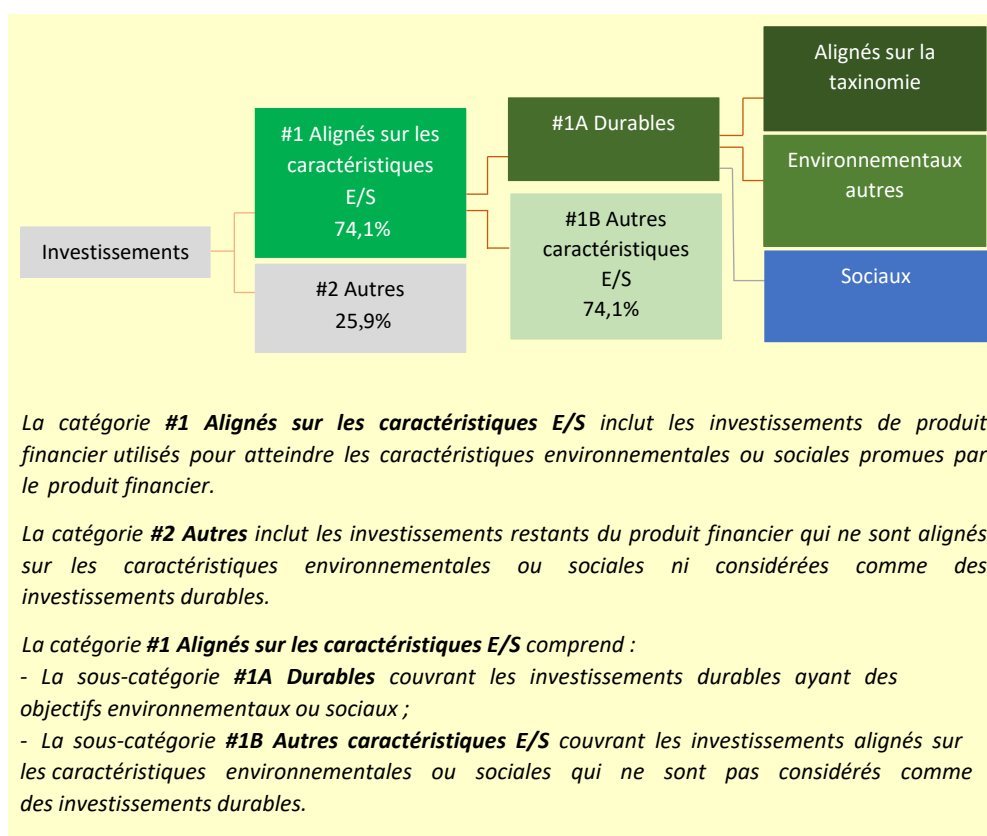 Investissements
#1 Alignés sur les
caractéristiques
E/S
74,1%
#2 Autres
25,9%
#1A Durables
#1B Autres
caractéristiques
E/S
74,1%
Alignés sur la
taxinomie
Environnementaux
autres
Sociaux
La catégorie #1 Alignés sur les caractéristiques E/S inclut les investissements de produit
financier utilisés pour atteindre les caractéristiques environnementales ou sociales promues par
le produit financier.
La catégorie #2 Autres inclut les investissements restants du produit financier qui ne sont alignés
sur les caractéristiques environnementales ou sociales ni considérées comme des
investissements durables.
La catégorie #1 Alignés sur les caractéristiques E/S comprend :
- La sous-catégorie #1A Durables couvrant les investissements durables ayant des
objectifs environnementaux ou sociaux ;
- La sous-catégorie #1B Autres caractéristiques E/S couvrant les investissements alignés sur
les caractéristiques environnementales ou sociales qui ne sont pas considérés comme
des investissements durables.